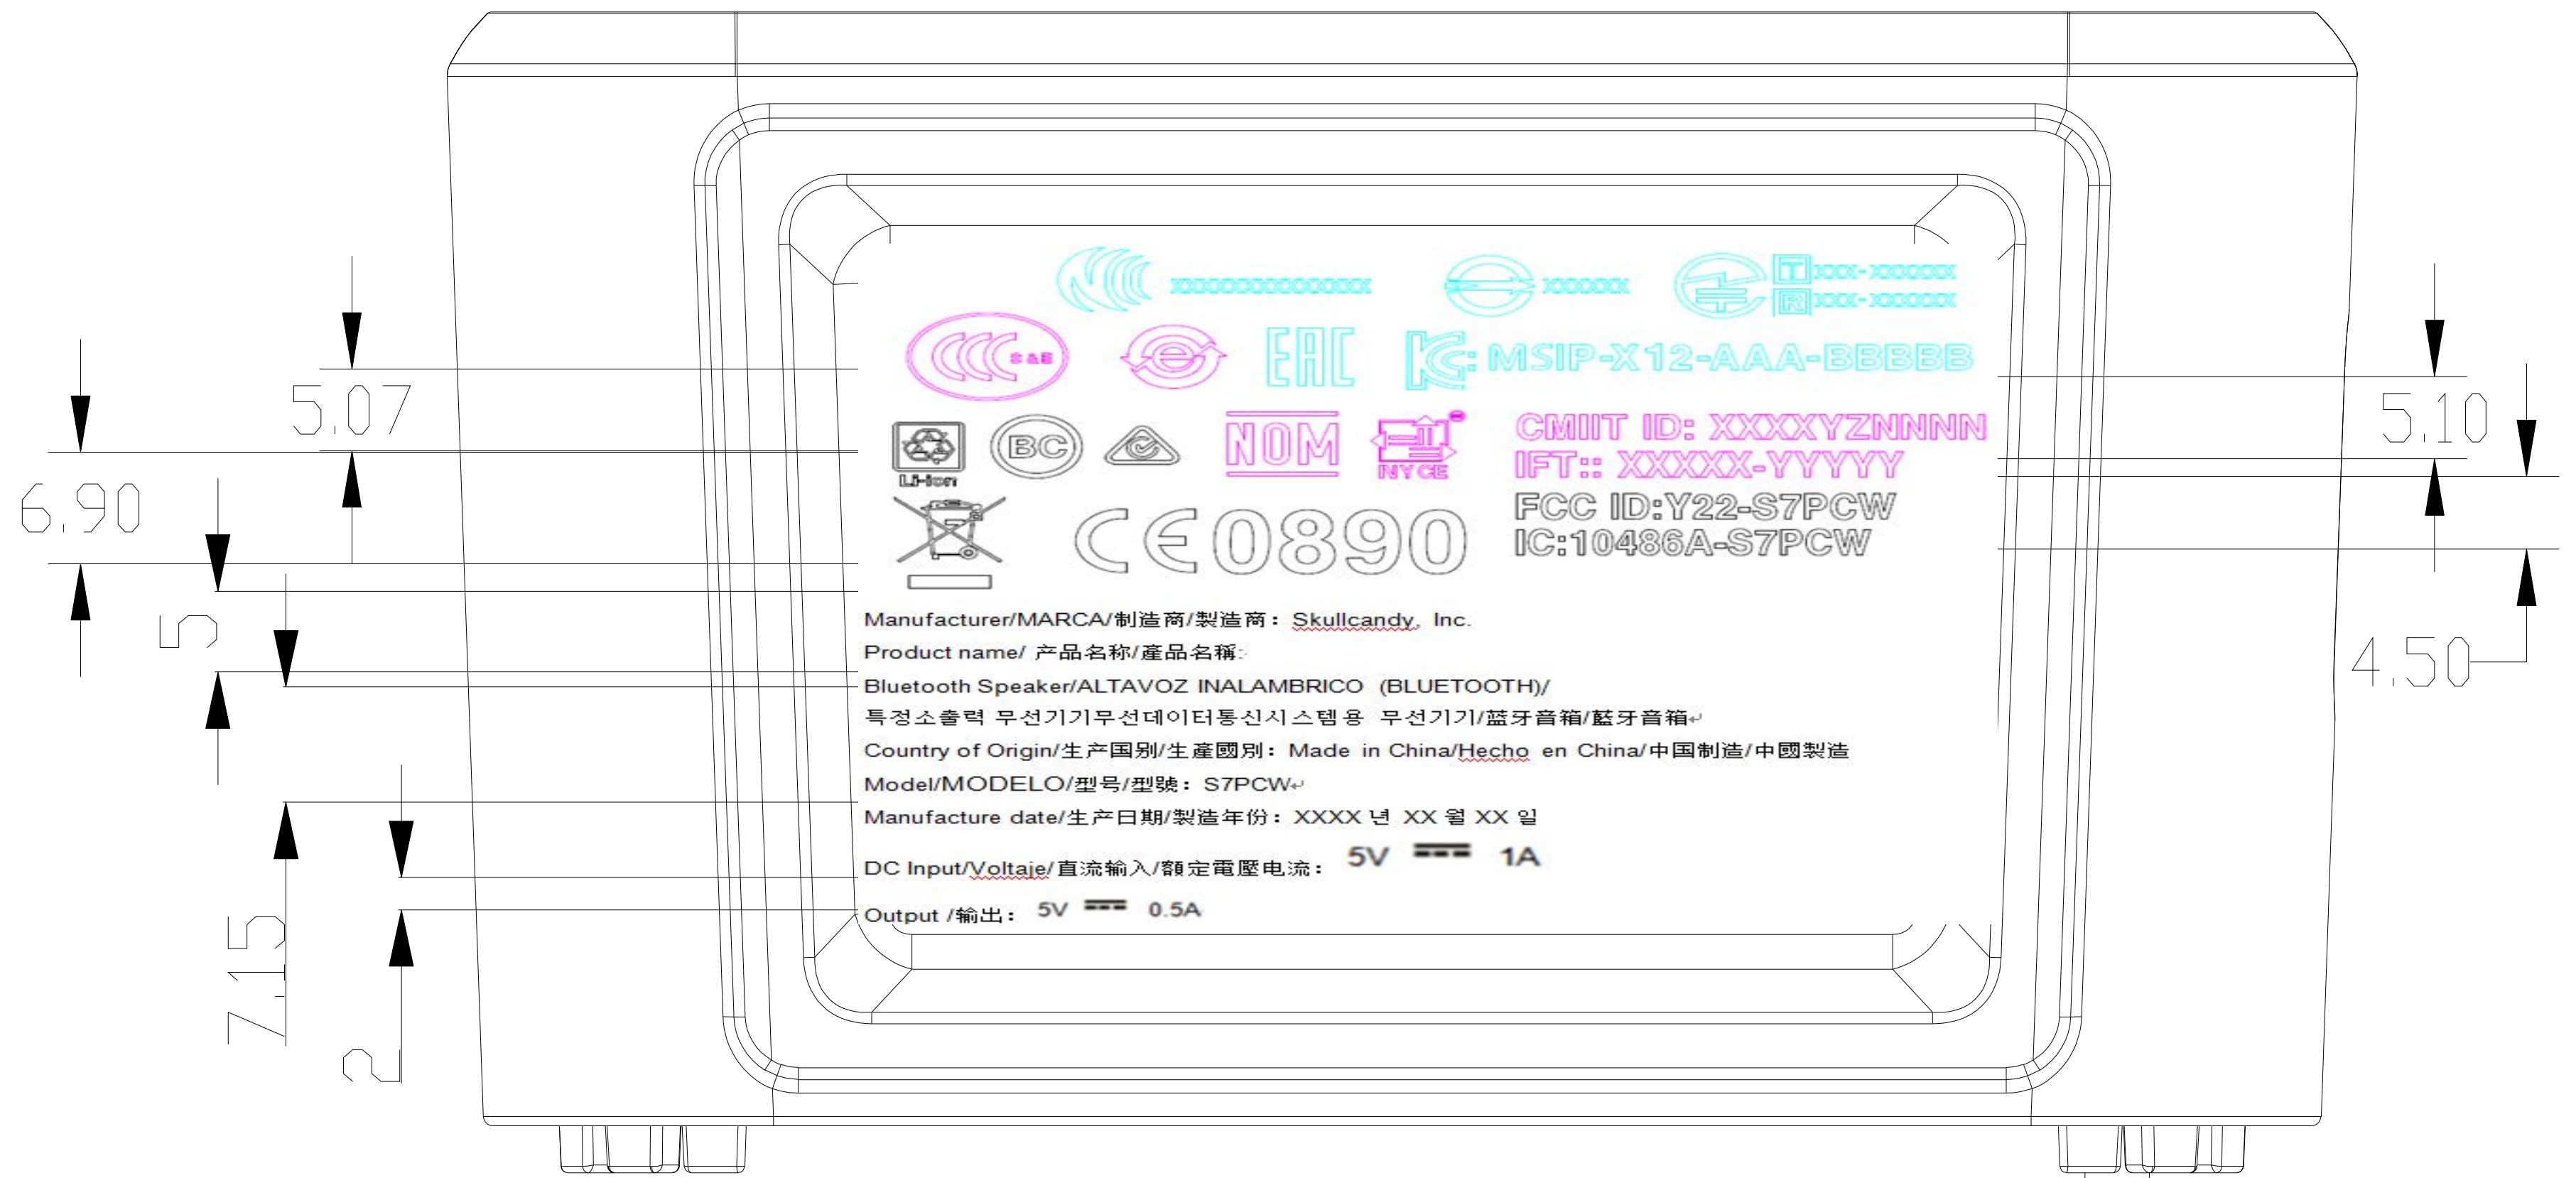 XXXXXXXXXXXXXXX XXXXXX T XXX-XXXXXX
R XXX-XXXXXX
CCC S&E e EAC KC: MSIP-X12-AAA-BBBBB
Li-ion BC NOM NYCE
CMIIT ID: XXXXYZNNNN
IFT:: XXXXX-YYYYY
CE0890
FCC ID:Y22-S7PCW
IC:10486A-S7PCW
Manufacturer/MARCA/制造商/製造商: Skullcandy, Inc.
Product name/ 产品名称/產品名稱:
Bluetooth Speaker/ALTAVOZ INALAMBRICO (BLUETOOTH)/
특정소출력 무선기기무선데이터통신시스템용 무선기기/蓝牙音箱/藍牙音箱↵
Country of Origin/生产国别/生產國別: Made in China/Hecho en China/中国制造/中國製造
Model/MODELO/型号/型號: S7PCW↵
Manufacture date/生产日期/製造年份: XXXX 년 XX 월 XX 일
DC Input/Voltaje/直流输入/額定電壓电流: 5V 1A
Output /输出: 5V 0.5A
5.07
6.90
5
7.15
2
5.10
4.50